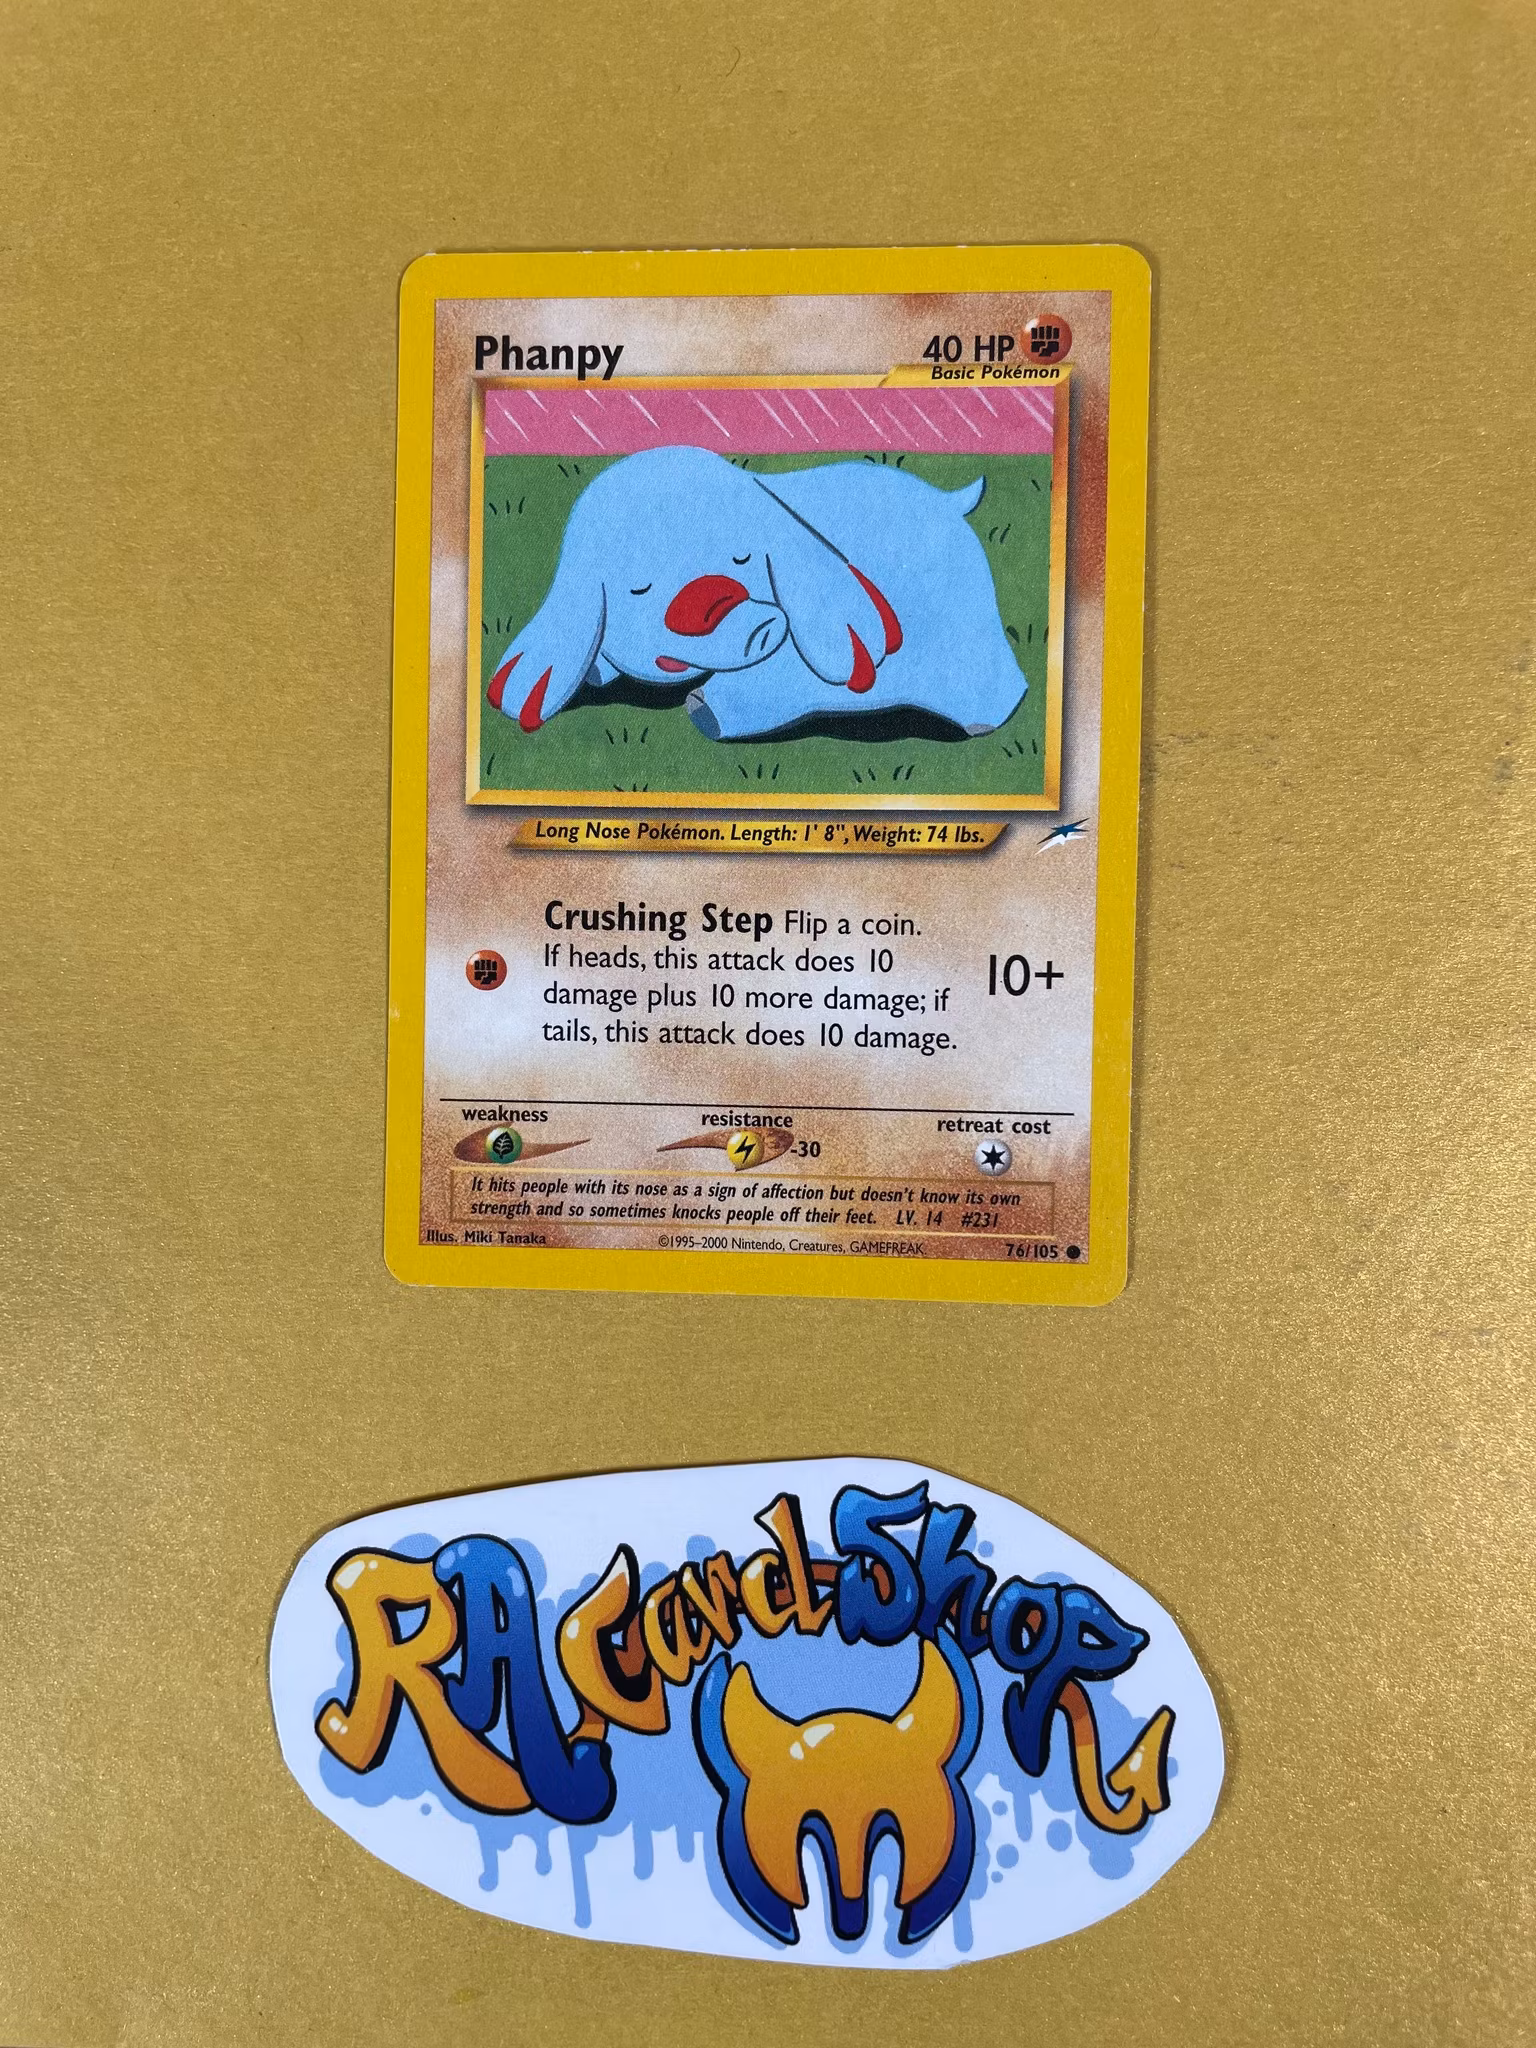 Phanpy
40 HP
Basic Pokémon
Long Nose Pokémon. Length: 1' 8", Weight: 74 lbs.
Crushing Step Flip a coin.
If heads, this attack does 10
damage plus 10 more damage; if
tails, this attack does 10 damage.
10+
weakness
resistance
-30
retreat cost
It hits people with its nose as a sign of affection but doesn't know its own
strength and so sometimes knocks people off their feet. LV. 14 #231
Illus. Miki Tanaka
©1995–2000 Nintendo, Creatures, GAMEFREAK.
76/105
RA Card Shop